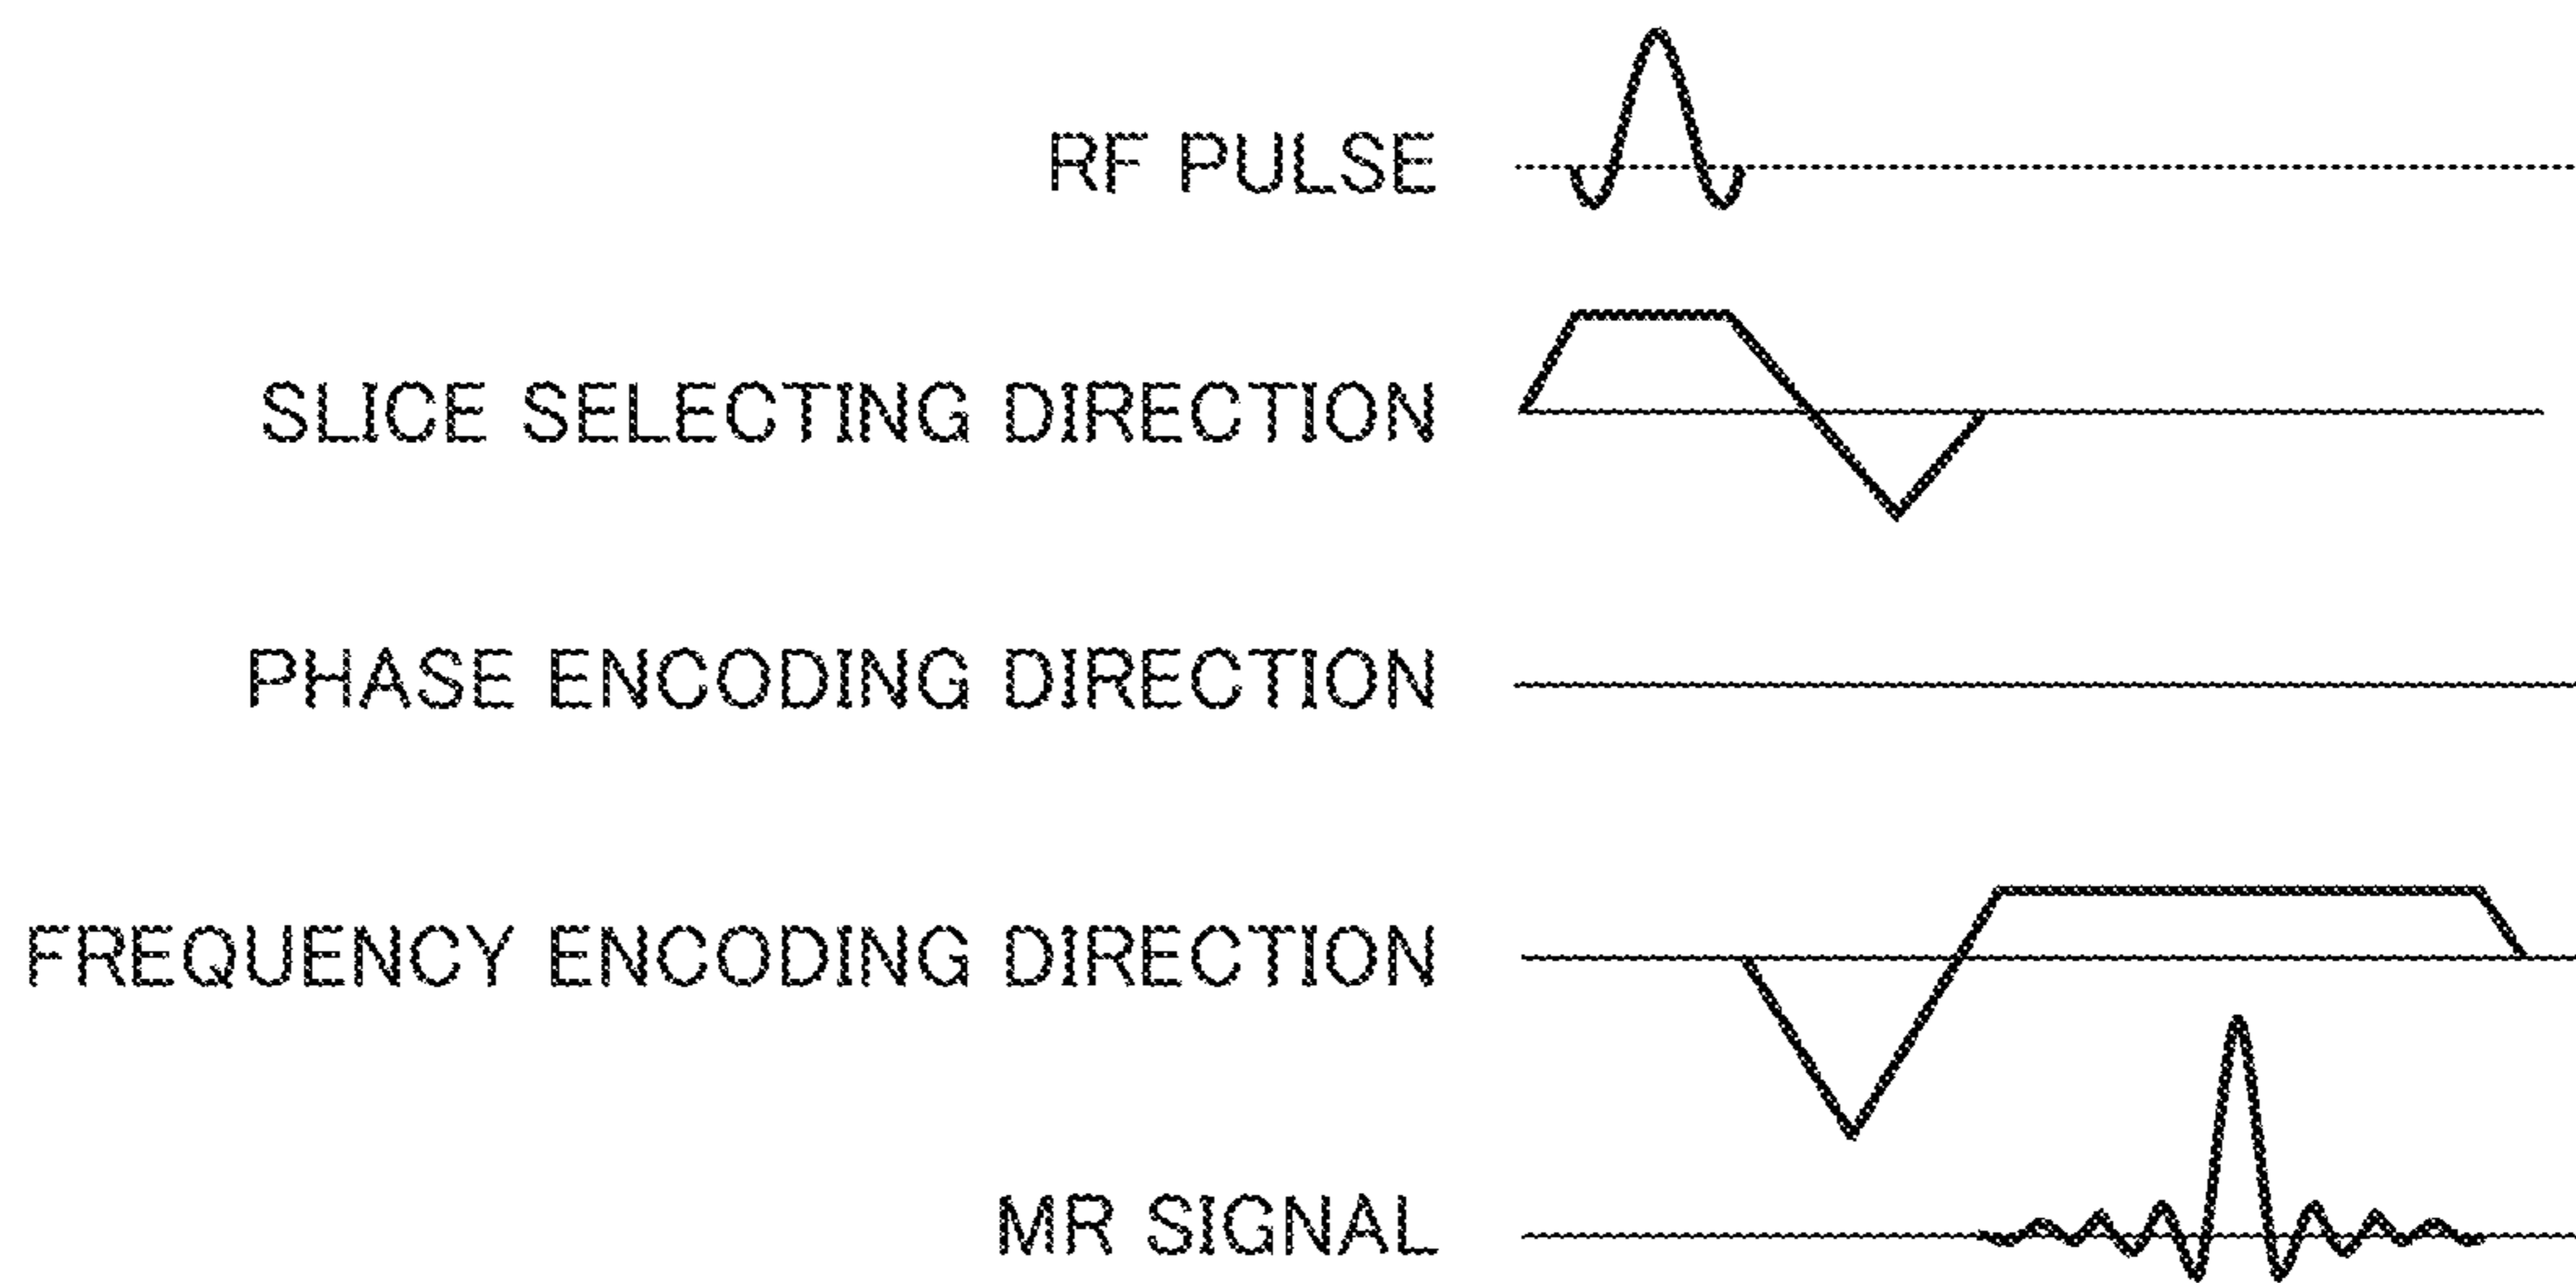 RF PULSE
SLICE SELECTING DIRECTION
PHASE ENCODING DIRECTION
FREQUENCY ENCODING DIRECTION
MR SIGNAL